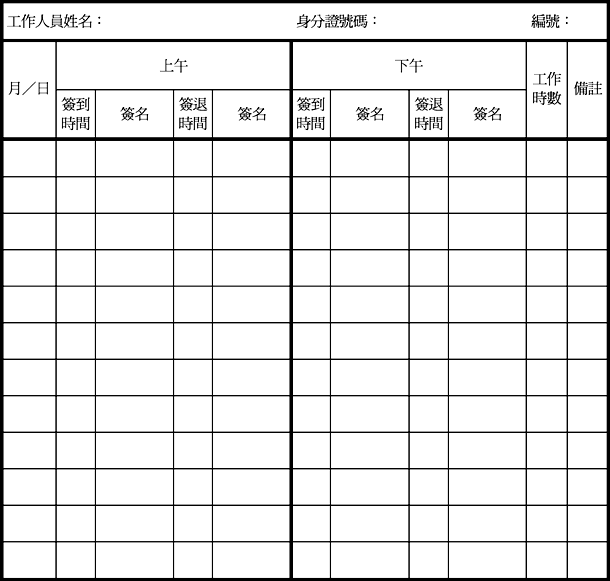 工作人員姓名： 身分證號碼： 編號：
月／日 上午 下午 工作時數 備註
簽到時間 簽名 簽退時間 簽名 簽到時間 簽名 簽退時間 簽名